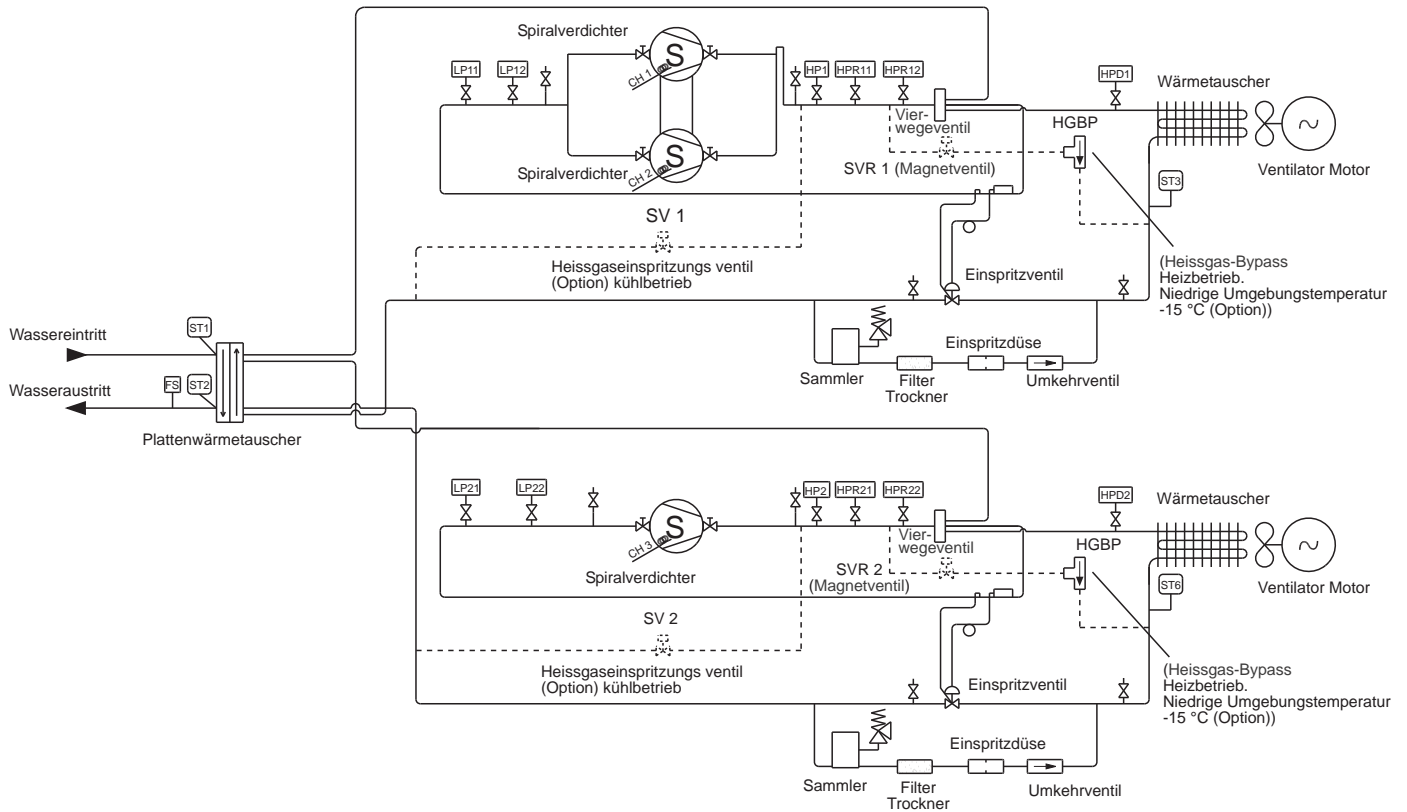 Spiralverdichter
S
CH 1
LP11
LP12
HP1
HPR11
HPR12
HPD1
Wärmetauscher
Vier-
wegeventil
HGBP
Spiralverdichter
S
CH 2
SVR 1 (Magnetventil)
Ventilator Motor
ST3
SV 1
Heissgaseinspritzungs ventil
(Option) kühlbetrieb
Einspritzventil
(Heissgas-Bypass
Heizbetrieb.
Niedrige Umgebungstemperatur
-15 °C (Option))
Wassereintritt
ST1
Wasseraustritt
FS
ST2
Plattenwärmetauscher
Einspritzdüse
Sammler
Filter
Trockner
Umkehrventil
LP21
LP22
S
CH 3
HP2
HPR21
HPR22
HPD2
Wärmetauscher
Vier-
wegeventil
HGBP
Spiralverdichter
SVR 2
(Magnetventil)
Ventilator Motor
ST6
SV 2
Heissgaseinspritzungs ventil
(Option) kühlbetrieb
Einspritzventil
(Heissgas-Bypass
Heizbetrieb.
Niedrige Umgebungstemperatur
-15 °C (Option))
Einspritzdüse
Sammler
Filter
Trockner
Umkehrventil